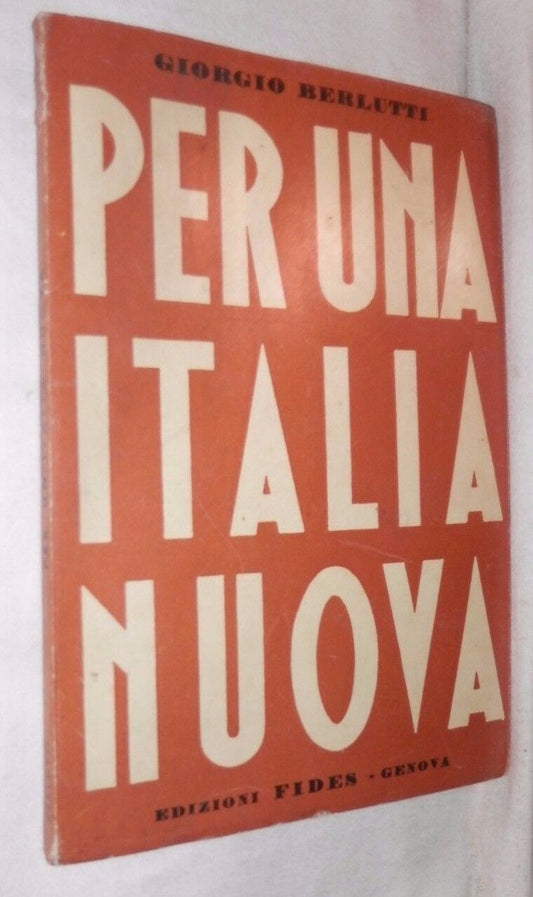 GIORGIO BERLUTTI
PER UNA
ITALIA
NUOVA
EDIZIONI FIDES - GENOVA